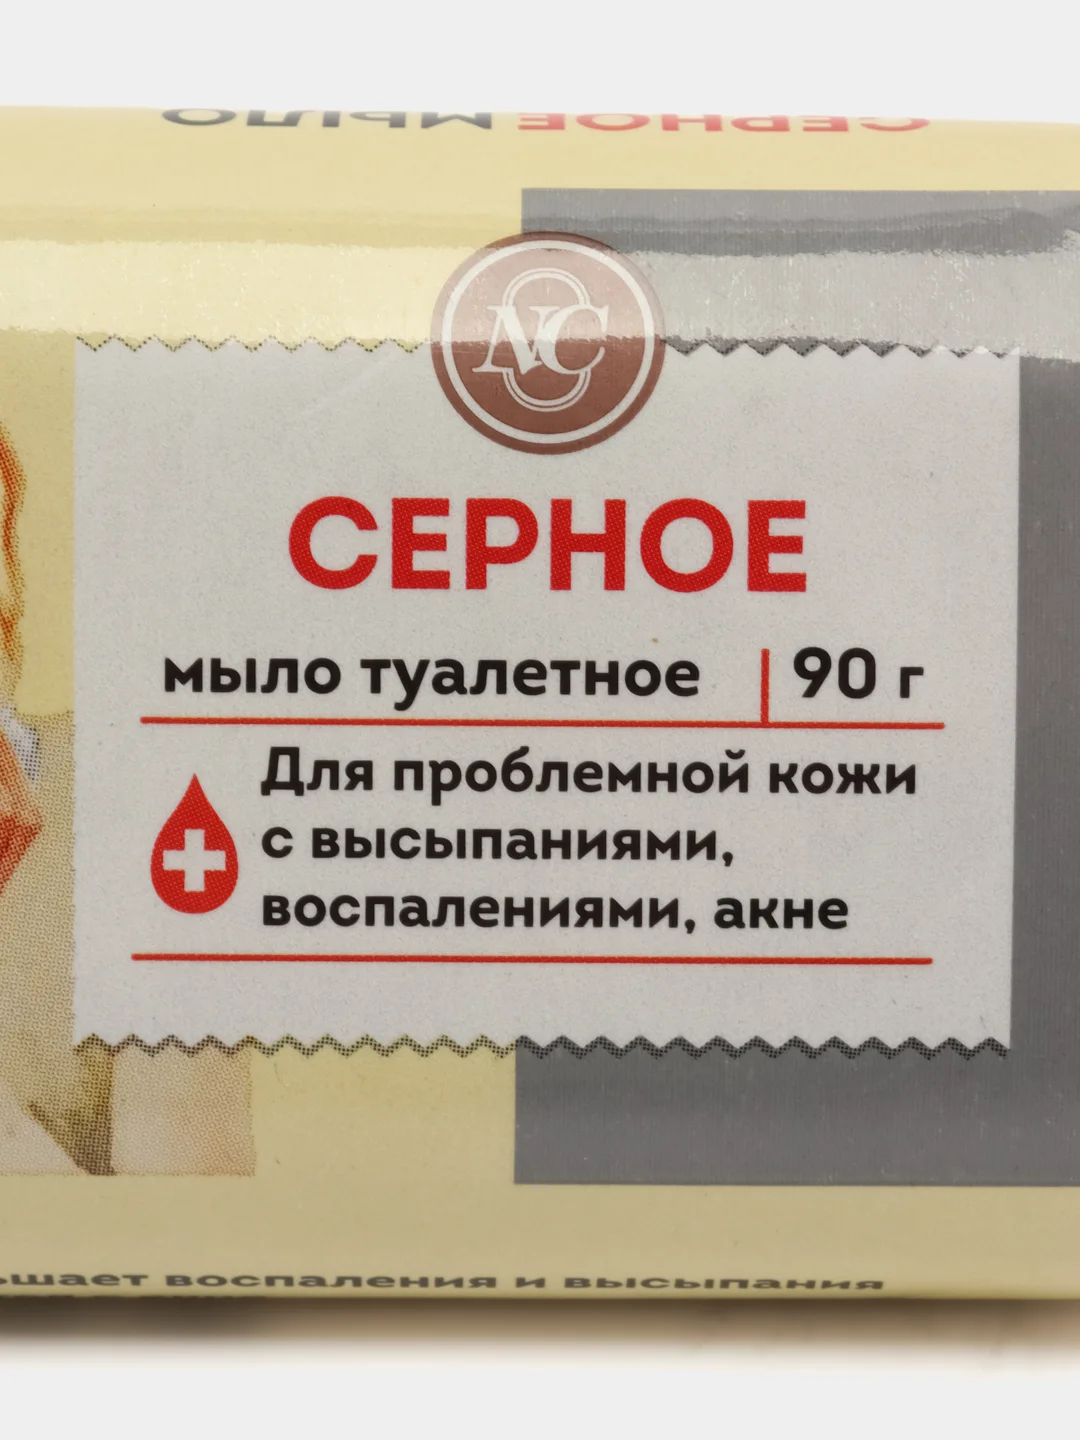 СЕРНОЕ МЫЛО
NC
СЕРНОЕ
мыло туалетное 90 г
Для проблемной кожи
с высыпаниями,
воспалениями, акне
воспаления и высыпания